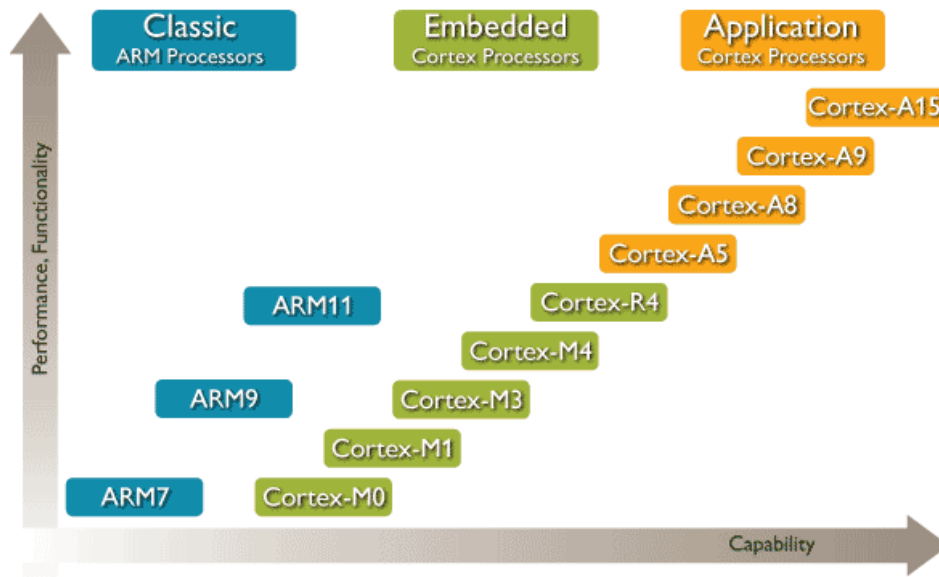 Classic
ARM Processors
Embedded
Cortex Processors
Application
Cortex Processors
Cortex-A15
Cortex-A9
Cortex-A8
Cortex-A5
ARM11
Cortex-R4
Cortex-M4
ARM9
Cortex-M3
Cortex-M1
ARM7
Cortex-M0
Performance, Functionality
Capability